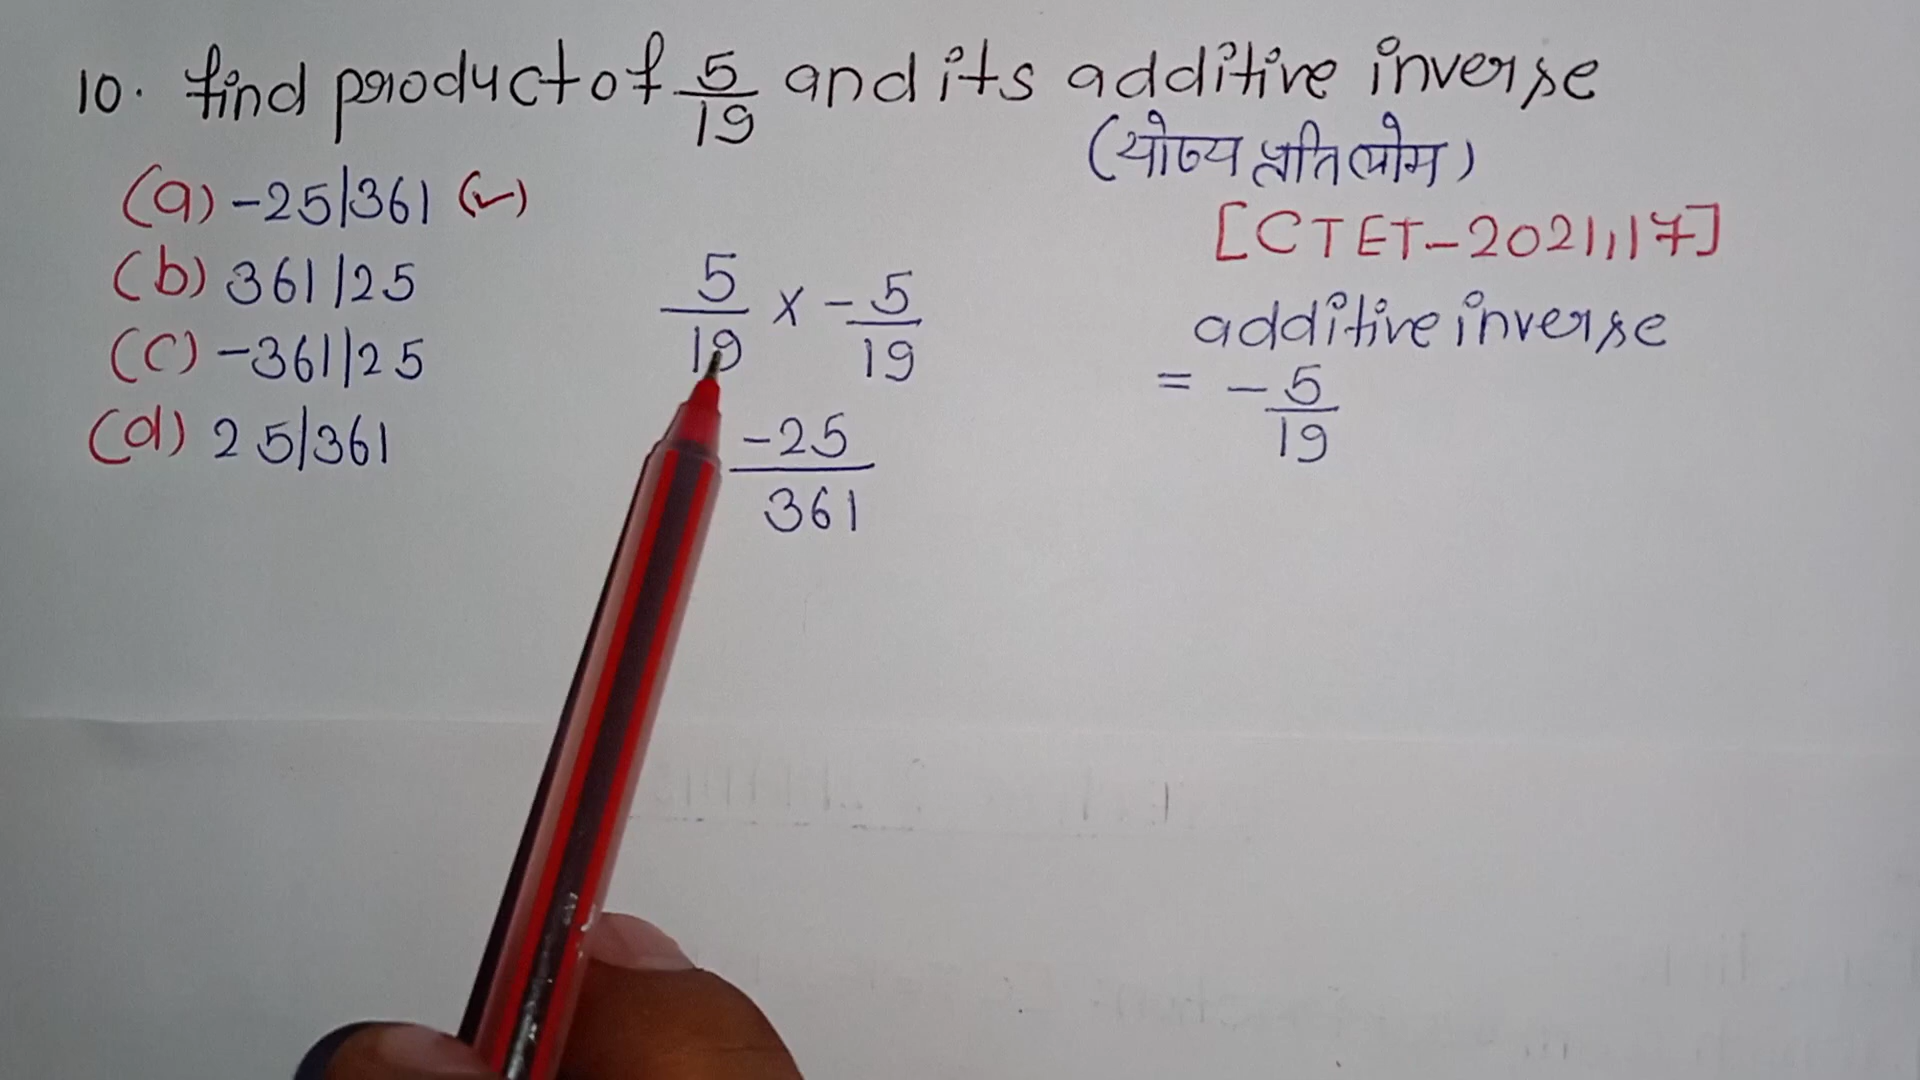 10. find product of 5/19 and its additive inverse
(योज्य प्रतिलोम)
[CTET-2021,17]
(a) -25/361 (✓)
(b) 361/25
(c) -361/25
(d) 25/361
5/19 x -5/19
-25/361
additive inverse
= -5/19